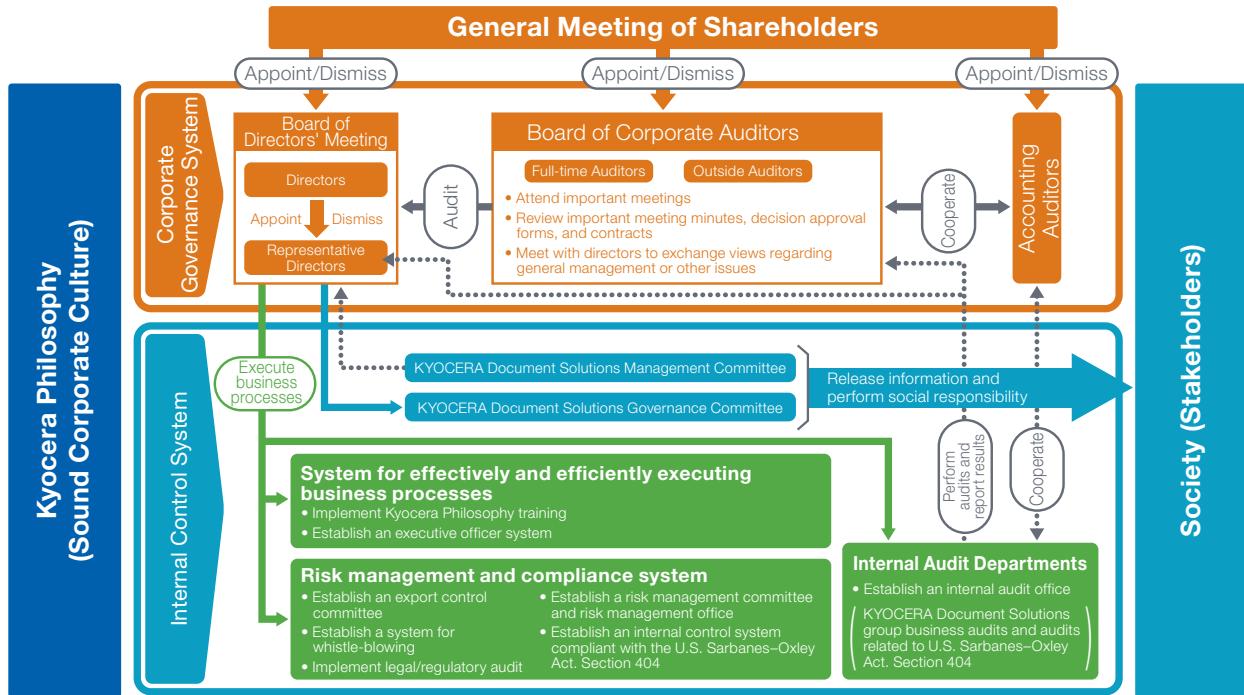 General Meeting of Shareholders
Appoint/Dismiss
Appoint/Dismiss
Appoint/Dismiss
Kyocera Philosophy
(Sound Corporate Culture)
Corporate
Governance System
Board of
Directors' Meeting
Directors
Appoint
Dismiss
Representative
Directors
Audit
Board of Corporate Auditors
Full-time Auditors
Outside Auditors
• Attend important meetings
• Review important meeting minutes, decision approval
forms, and contracts
• Meet with directors to exchange views regarding
general management or other issues
Cooperate
Accounting
Auditors
Society (Stakeholders)
Internal Control System
Execute
business
processes
KYOCERA Document Solutions Management Committee
KYOCERA Document Solutions Governance Committee
Release information and
perform social responsibility
Perform
audits and
report results
Cooperate
System for effectively and efficiently executing
business processes
• Implement Kyocera Philosophy training
• Establish an executive officer system
Risk management and compliance system
• Establish an export control
committee
• Establish a system for
whistle-blowing
• Implement legal/regulatory audit
• Establish a risk management committee
and risk management office
• Establish an internal control system
compliant with the U.S. Sarbanes–Oxley
Act. Section 404
Internal Audit Departments
• Establish an internal audit office
(KYOCERA Document Solutions
group business audits and audits
related to U.S. Sarbanes–Oxley
Act. Section 404)